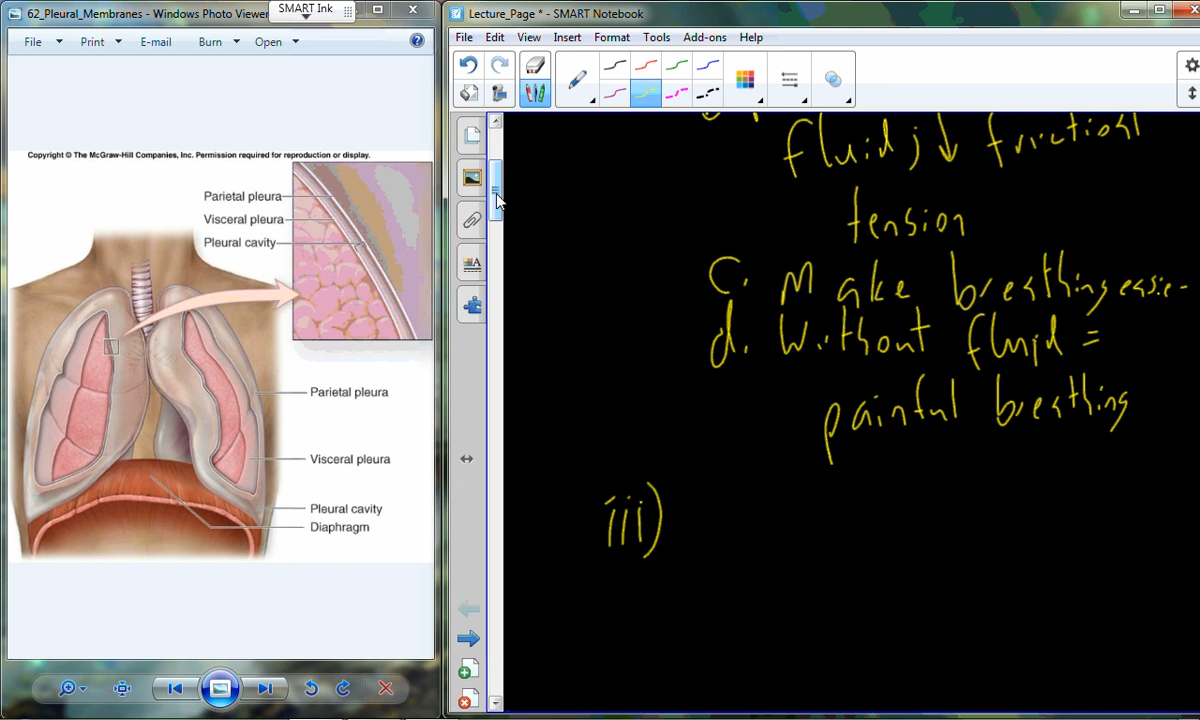 62_Pleural_Membranes - Windows Photo Viewer
SMART Ink
File Print E-mail Burn Open
Copyright © The McGraw-Hill Companies, Inc. Permission required for reproduction or display.
Parietal pleura
Visceral pleura
Pleural cavity
Parietal pleura
Visceral pleura
Pleural cavity
Diaphragm
Lecture_Page * - SMART Notebook
File Edit View Insert Format Tools Add-ons Help
fluid; ↓ frictional
tension
c. Make breathing easier
d. Without fluid =
painful breathing
iii)